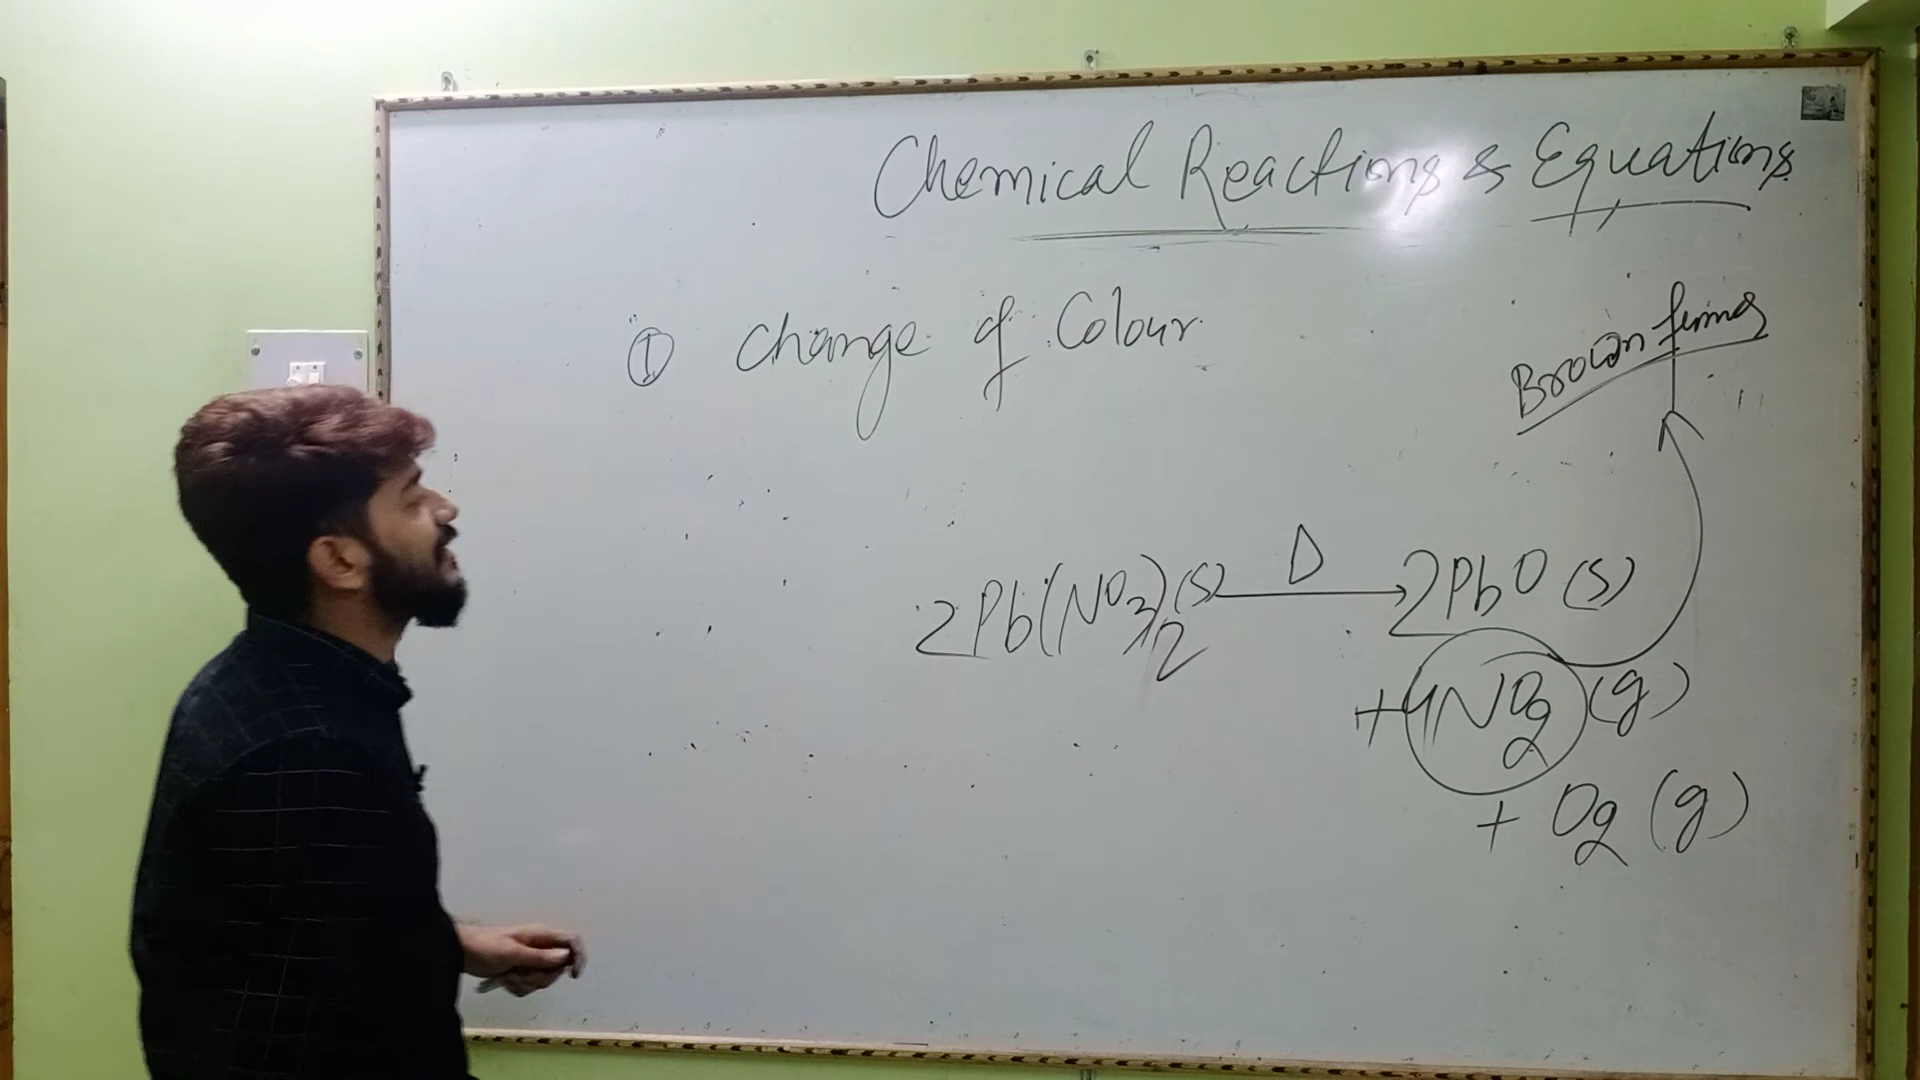 Chemical Reactions & Equations
① Change of Colour
Brown fumes
2Pb(NO3)2(s) —Δ→ 2PbO(s)
+4NO2(g)
+ O2(g)